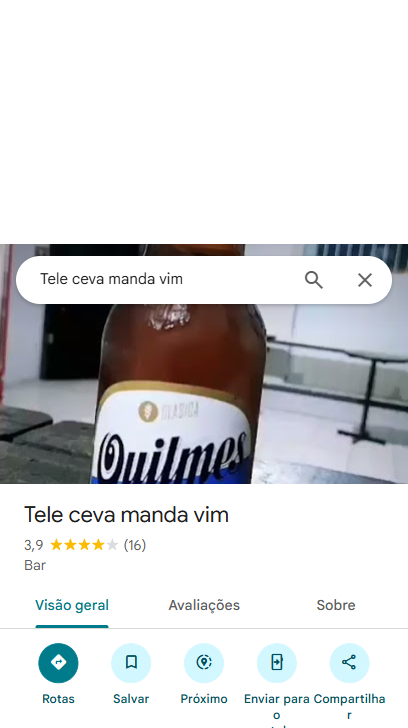 Tele ceva manda vim
CLÁSICA
Quilmes
Tele ceva manda vim
3,9 (16)
Bar
Visão geral Avaliações Sobre
Rotas Salvar Próximo Enviar para Compartilha
o r